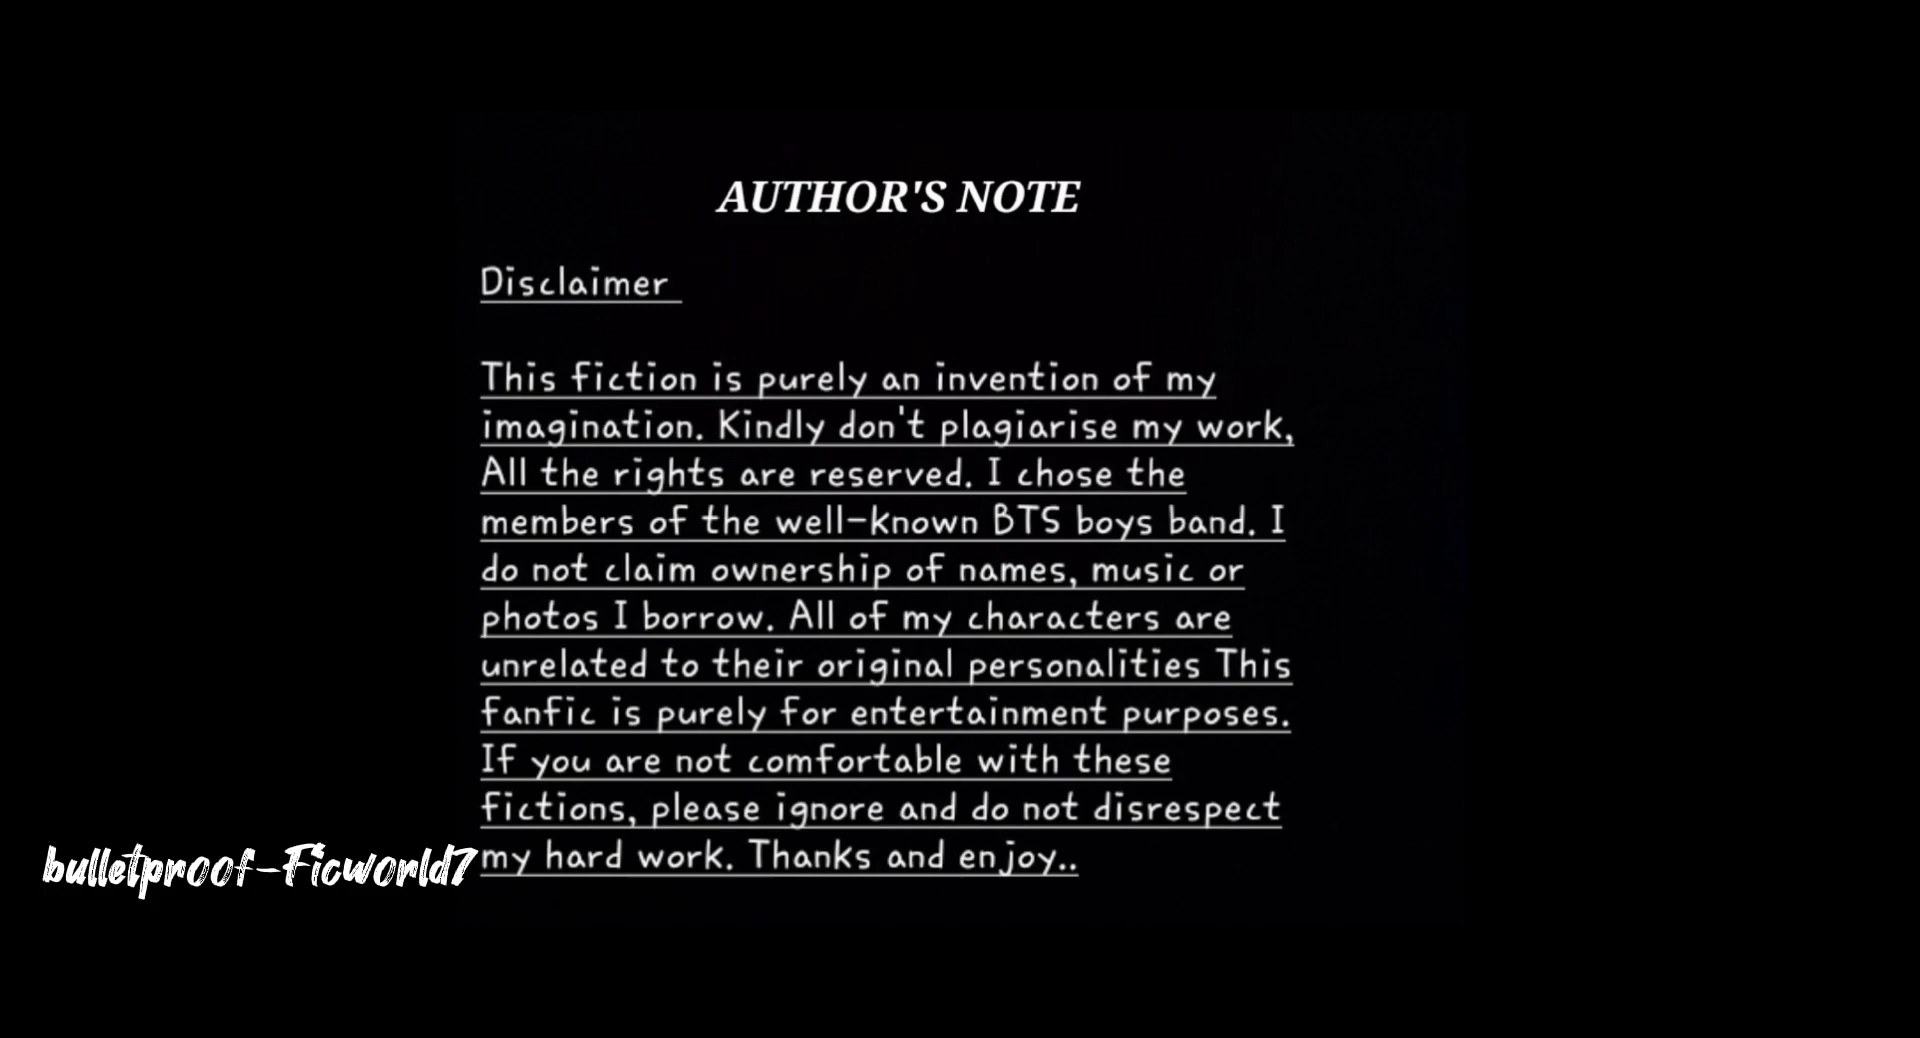 AUTHOR'S NOTE
Disclaimer
This fiction is purely an invention of my
imagination. Kindly don't plagiarise my work,
All the rights are reserved. I chose the
members of the well-known BTS boys band. I
do not claim ownership of names, music or
photos I borrow. All of my characters are
unrelated to their original personalities This
fanfic is purely for entertainment purposes.
If you are not comfortable with these
fictions, please ignore and do not disrespect
my hard work. Thanks and enjoy..
bulletproof-Ficworld7